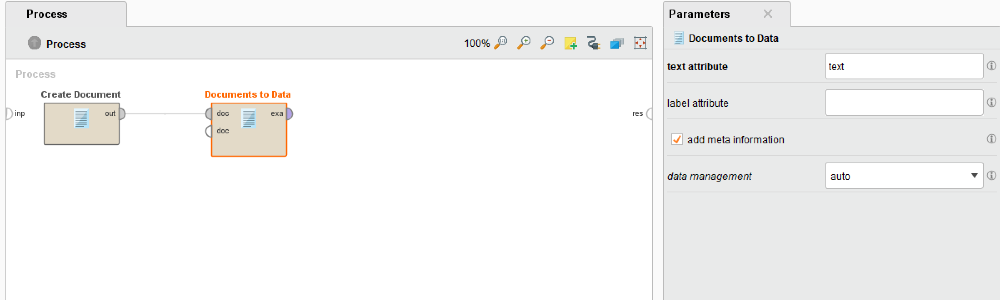 Process
Process
100%
Process
Create Document
inp
out
Documents to Data
doc
exa
doc
res
Parameters
Documents to Data
text attribute
text
label attribute
add meta information
data management
auto